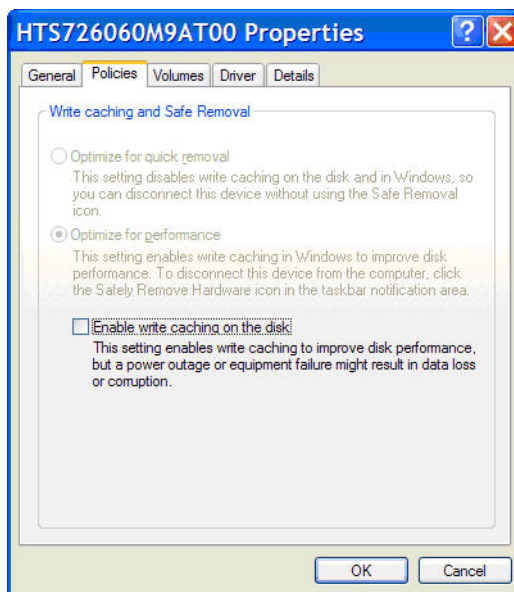 HTS726060M9AT00 Properties
General Policies Volumes Driver Details
Write caching and Safe Removal
Optimize for quick removal
This setting disables write caching on the disk and in Windows, so
you can disconnect this device without using the Safe Removal
icon.
Optimize for performance
This setting enables write caching in Windows to improve disk
performance. To disconnect this device from the computer, click
the Safely Remove Hardware icon in the taskbar notification area.
Enable write caching on the disk
This setting enables write caching to improve disk performance,
but a power outage or equipment failure might result in data loss
or corruption.
OK Cancel